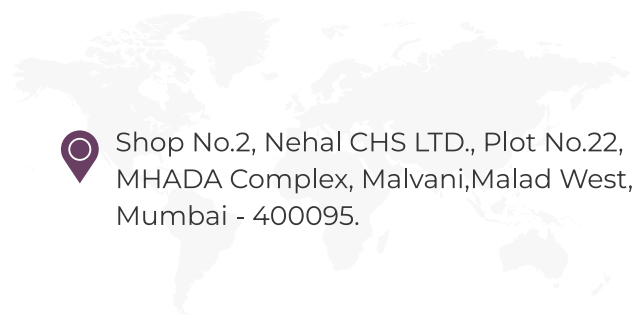 Shop No.2, Nehal CHS LTD., Plot No.22,
MHADA Complex, Malvani,Malad West,
Mumbai - 400095.